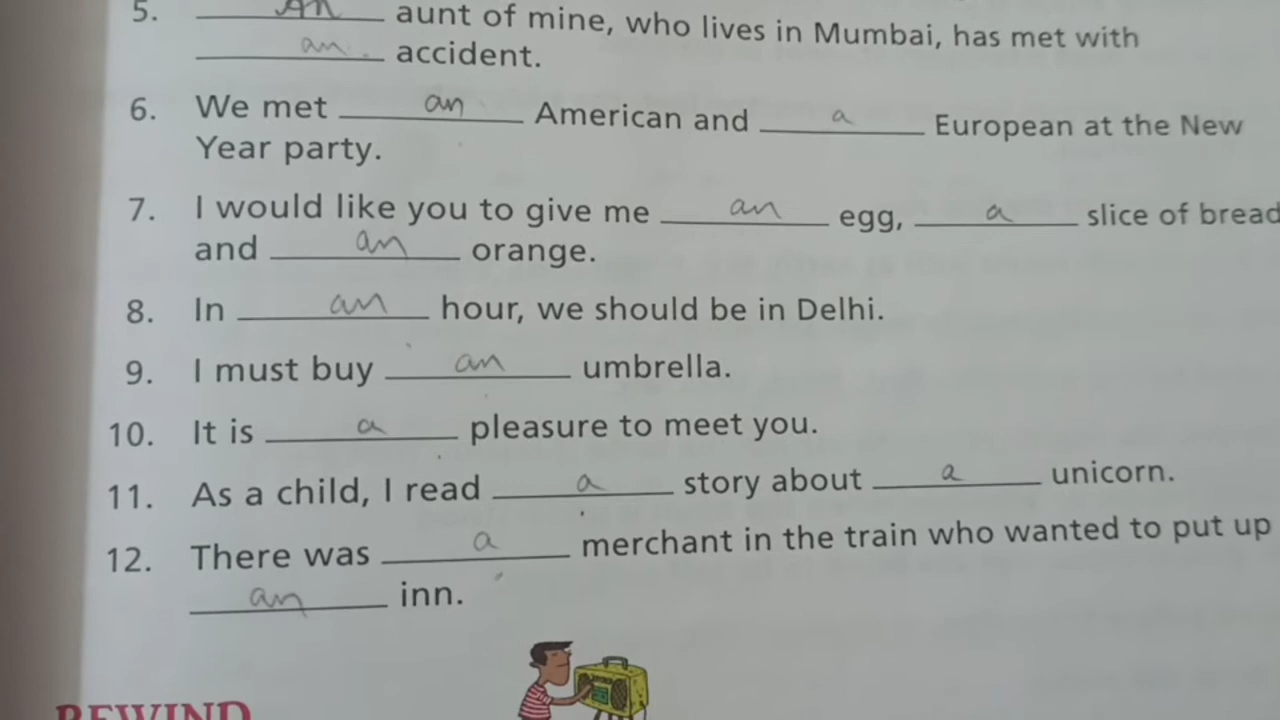 5. An aunt of mine, who lives in Mumbai, has met with
an accident.
6. We met an American and a European at the New
Year party.
7. I would like you to give me an egg, a slice of bread
and an orange.
8. In an hour, we should be in Delhi.
9. I must buy an umbrella.
10. It is a pleasure to meet you.
11. As a child, I read a story about a unicorn.
12. There was a merchant in the train who wanted to put up
an inn.
REWIND